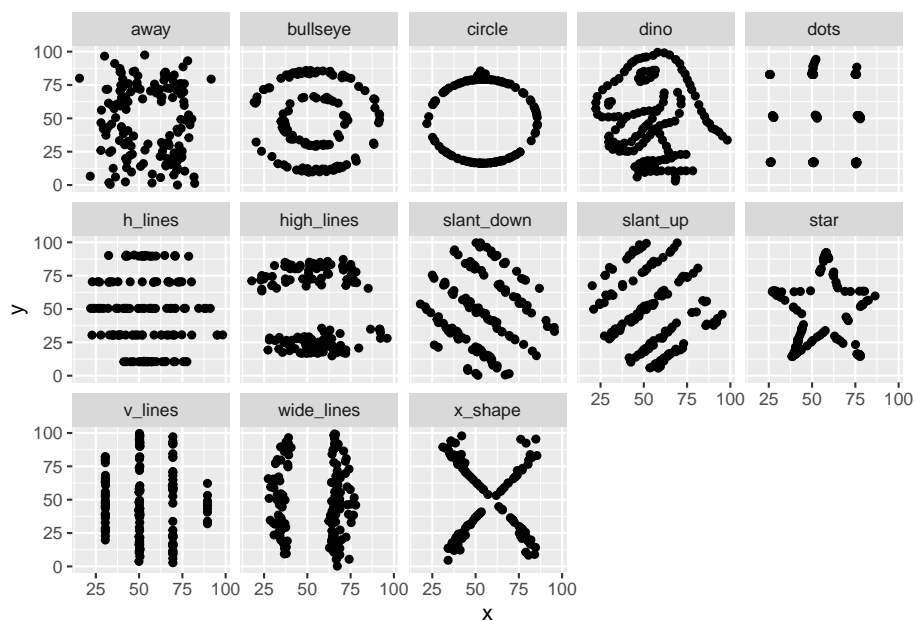 away bullseye circle dino dots
100
75
50
25
0
h_lines high_lines slant_down slant_up star
100
75
50
25
0
25 50 75 100 25 50 75 100
v_lines wide_lines x_shape
100
75
50
25
0
25 50 75 100 25 50 75 100 25 50 75 100
x
y